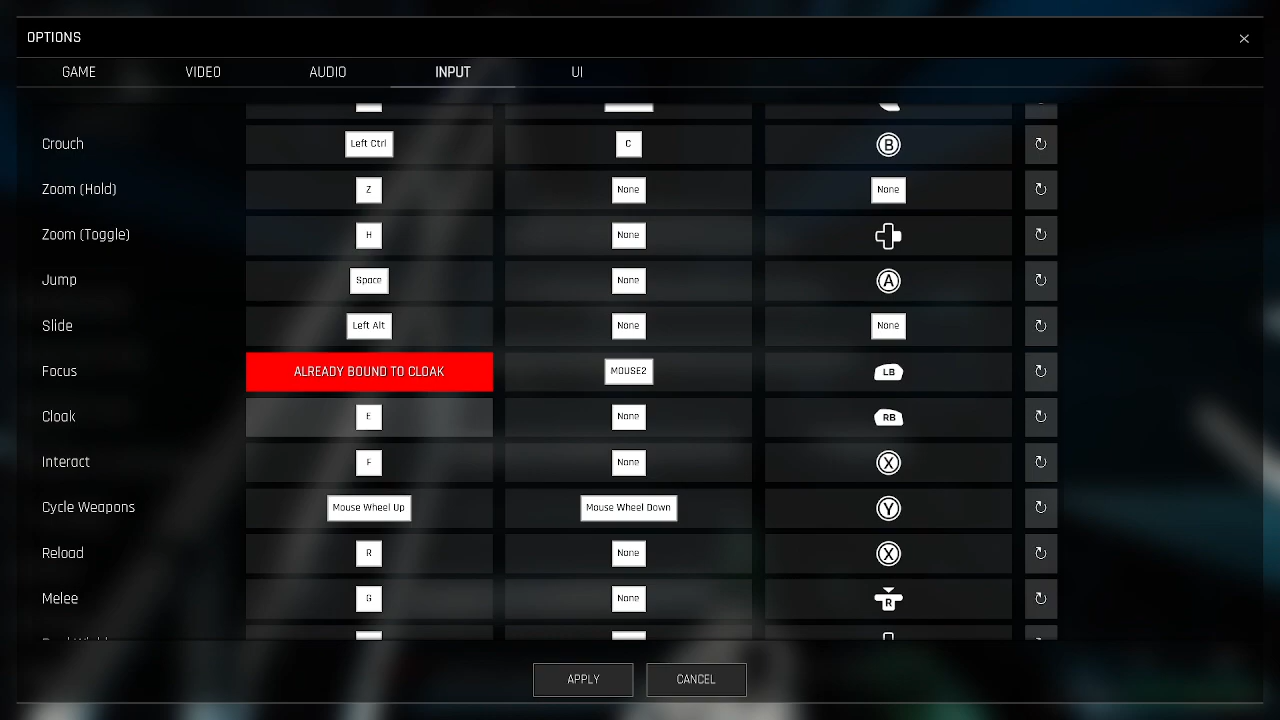 OPTIONS
GAME VIDEO AUDIO INPUT UI
Crouch Left Ctrl C B
Zoom (Hold) Z None None
Zoom (Toggle) H None
Jump Space None A
Slide Left Alt None None
Focus ALREADY BOUND TO CLOAK MOUSE2 LB
Cloak E None RB
Interact F None X
Cycle Weapons Mouse Wheel Up Mouse Wheel Down Y
Reload R None X
Melee G None R
APPLY CANCEL